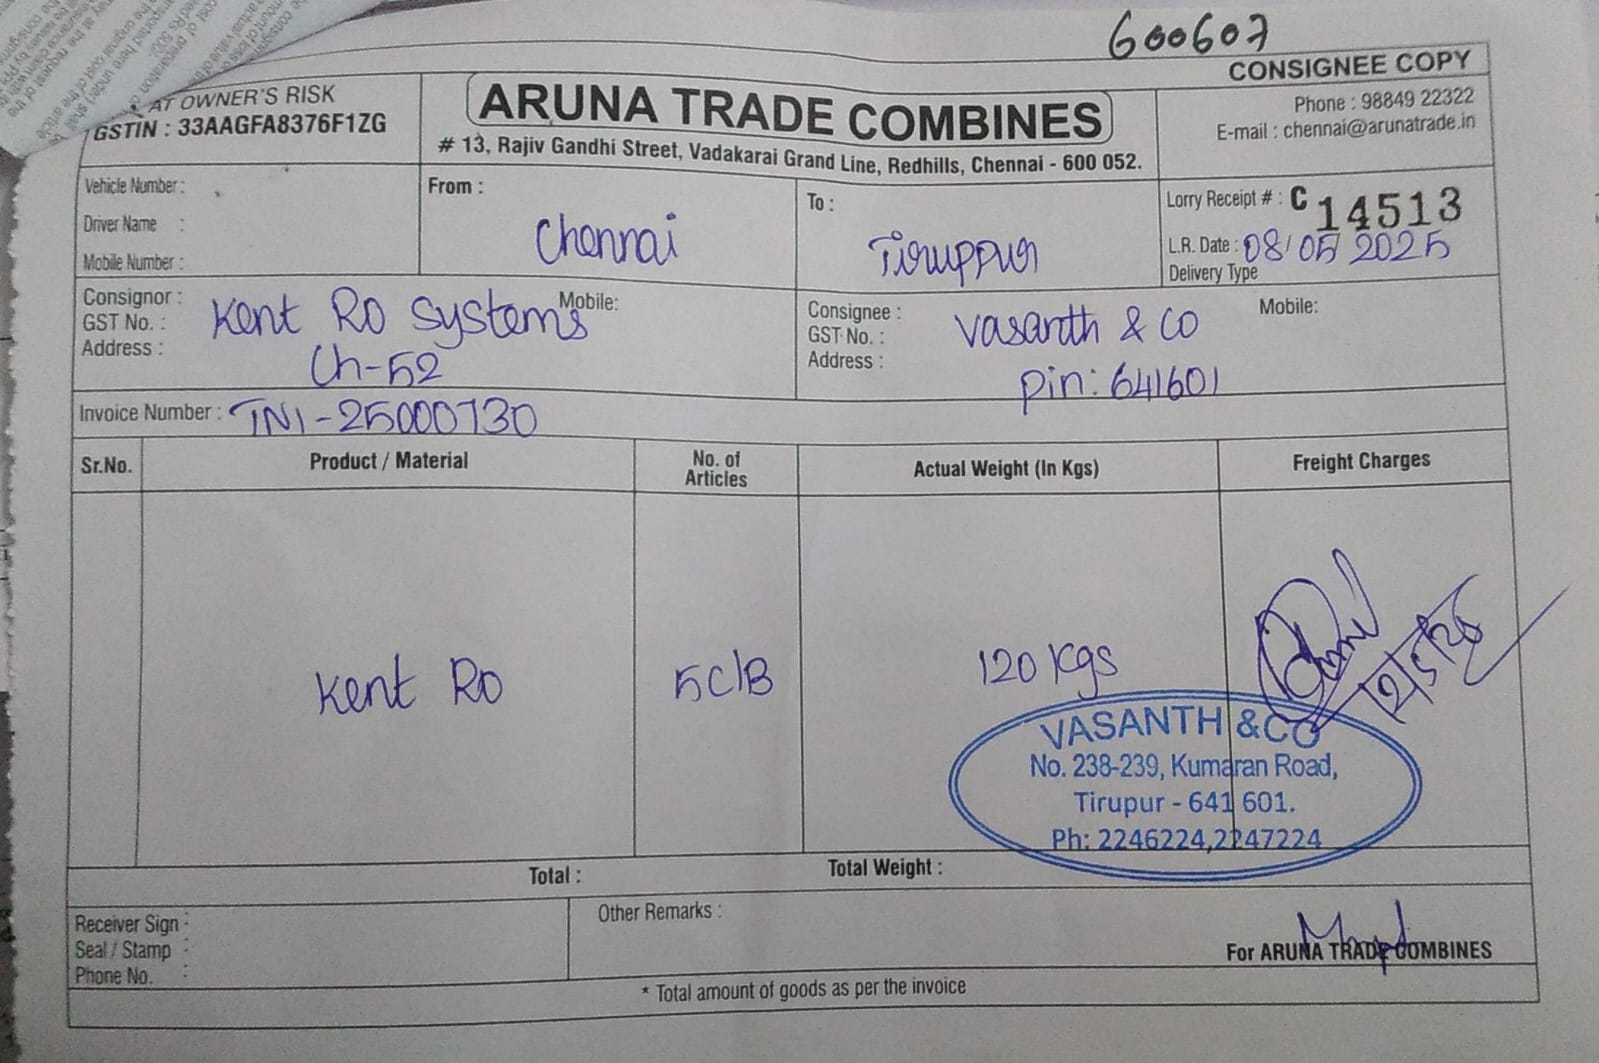 600607
CONSIGNEE COPY
AT OWNER'S RISK
GSTIN : 33AAGFA8376F1ZG
ARUNA TRADE COMBINES
# 13, Rajiv Gandhi Street, Vadakarai Grand Line, Redhills, Chennai - 600 052.
Phone : 98849 22322
E-mail : chennai@arunatrade.in
Vehicle Number :
Driver Name :
Mobile Number :
From :
Chennai
To :
Tiruppur
Lorry Receipt # : C 14513
L.R. Date : 08/05/2025
Delivery Type
Consignor : Kent RO Systems Mobile:
GST No. :
Address : Ch-52
Consignee : Vasanth & CO Mobile:
GST No. :
Address : Pin: 641601
Invoice Number : TN1-25000730
Sr.No. Product / Material No. of Articles Actual Weight (In Kgs) Freight Charges
Kent RO 5C/B 120 Kgs
12/5/25
VASANTH &CO
No. 238-239, Kumaran Road,
Tirupur - 641 601.
Ph: 2246224,2247224
Total : Total Weight :
Receiver Sign :
Seal / Stamp :
Phone No. :
Other Remarks :
For ARUNA TRADE COMBINES
* Total amount of goods as per the invoice